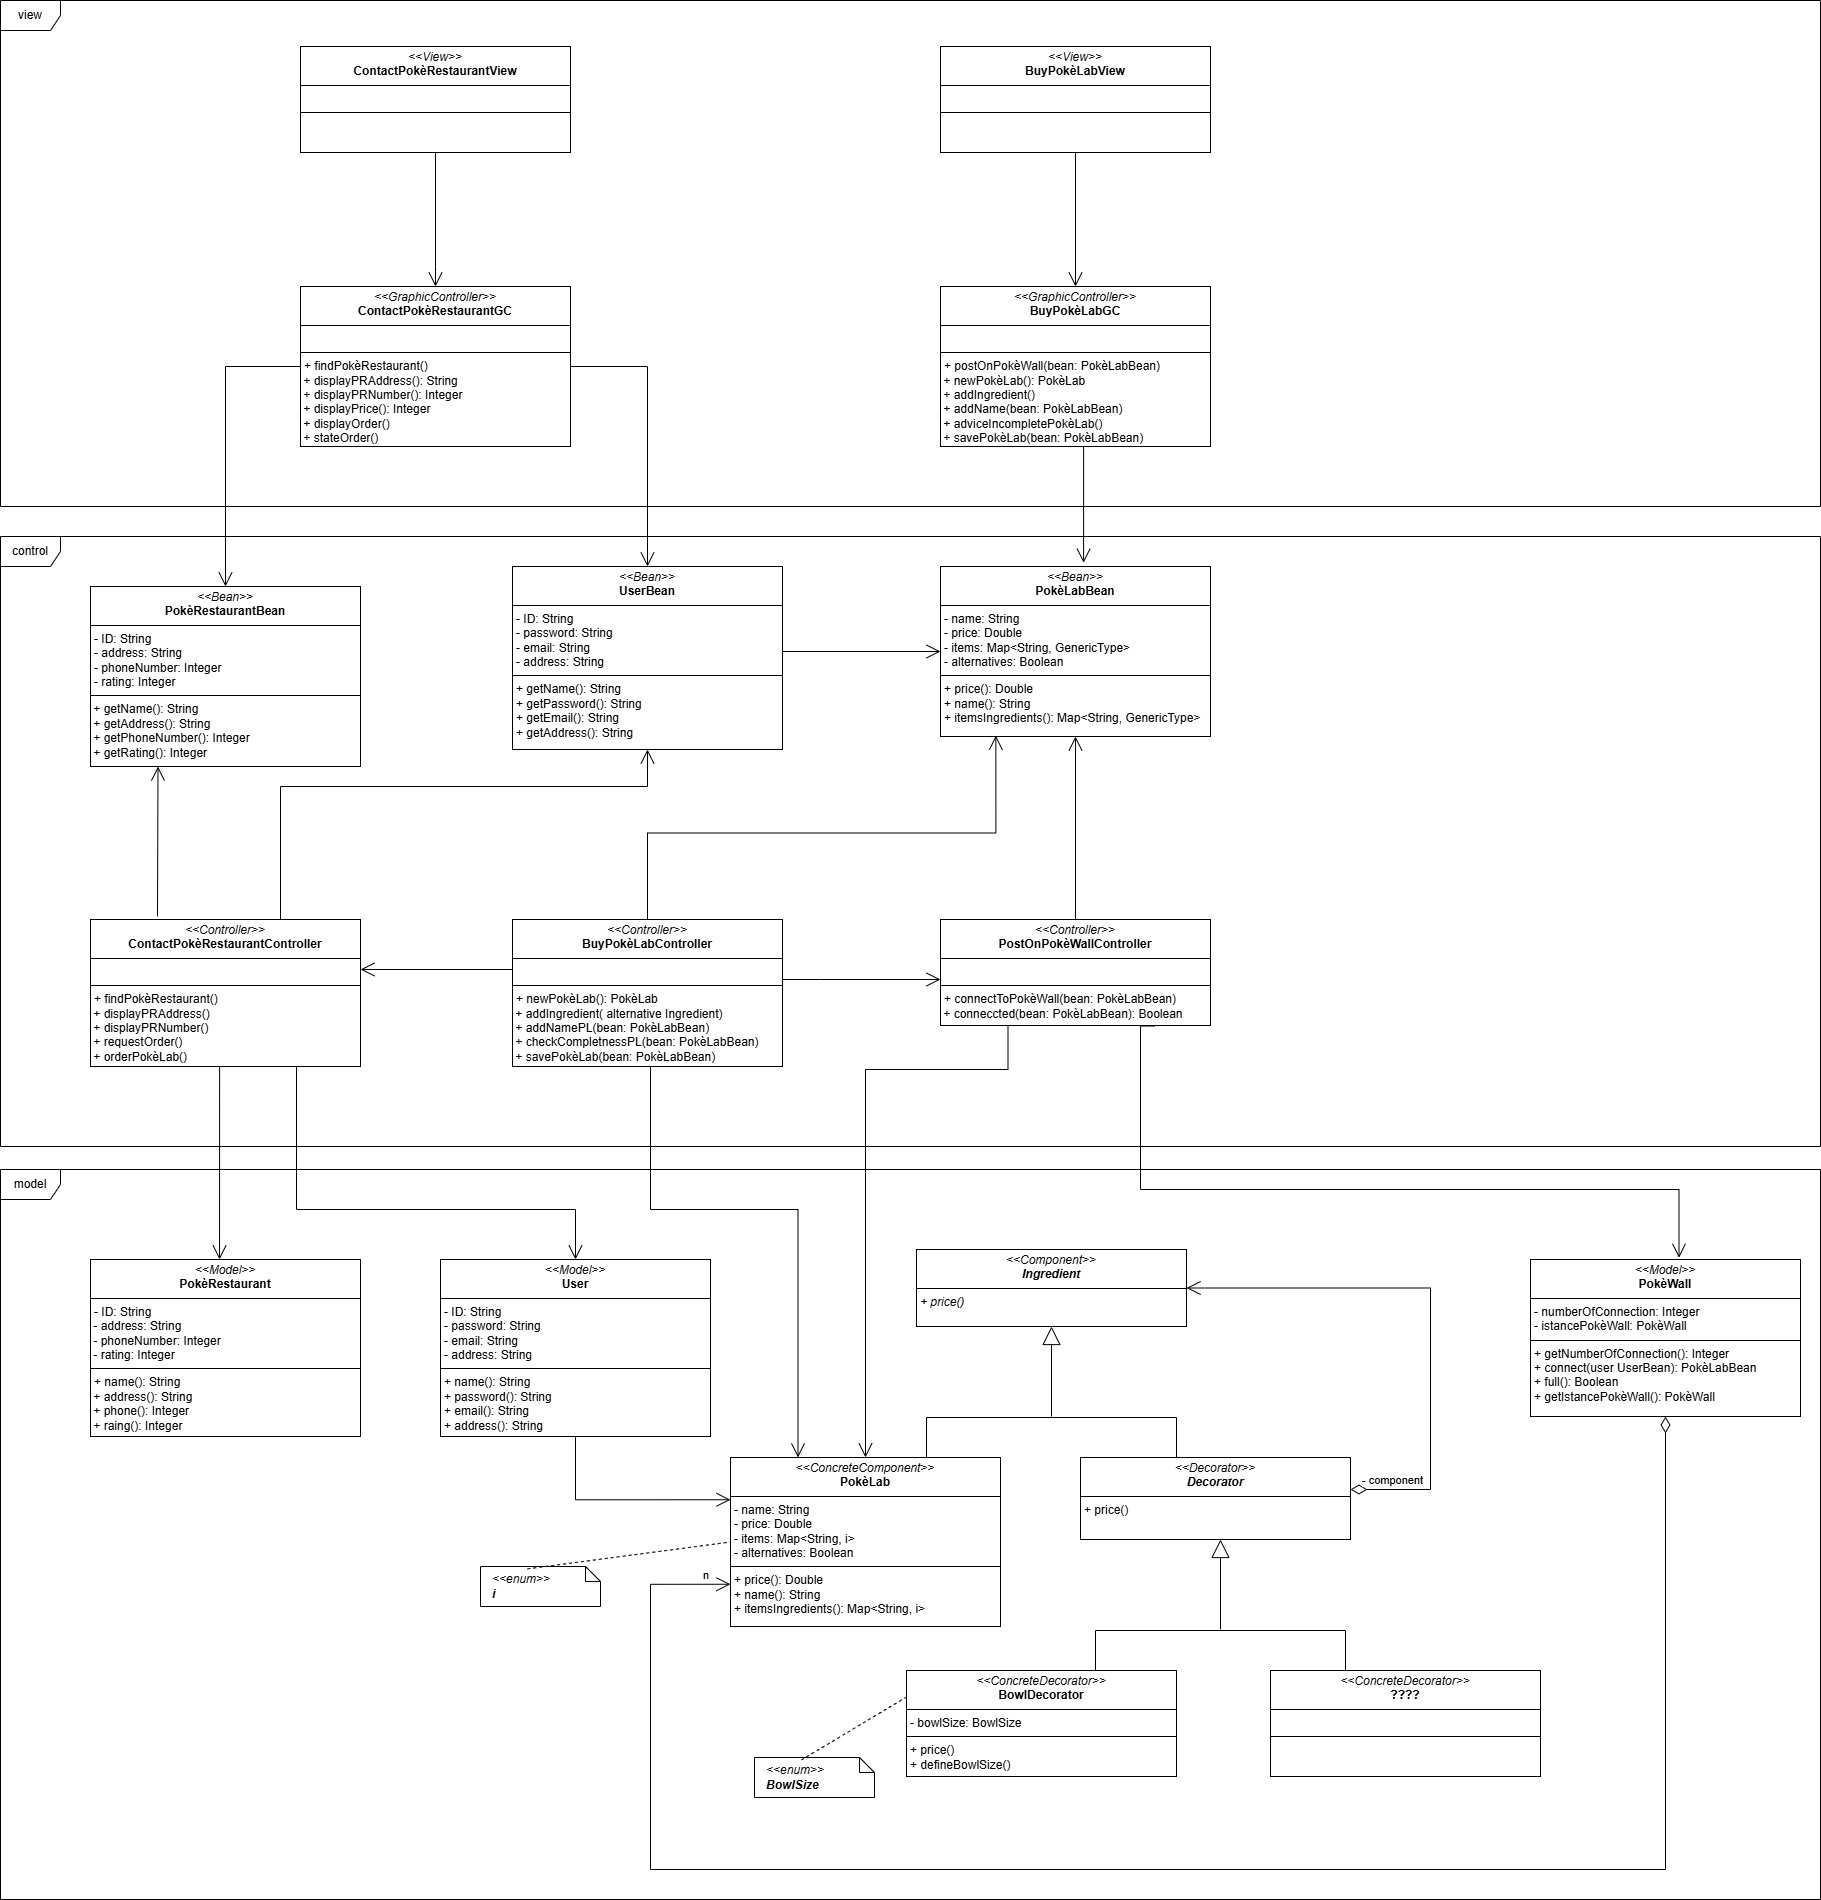 view
<<View>>
ContactPokèRestaurantView
<<View>>
BuyPokèLabView
<<GraphicController>>
ContactPokèRestaurantGC
+ findPokèRestaurant()
+ displayPRAddress(): String
+ displayPRNumber(): Integer
+ displayPrice(): Integer
+ displayOrder()
+ stateOrder()
<<GraphicController>>
BuyPokèLabGC
+ postOnPokèWall(bean: PokèLabBean)
+ newPokèLab(): PokèLab
+ addIngredient()
+ addName(bean: PokèLabBean)
+ adviceIncompletePokèLab()
+ savePokèLab(bean: PokèLabBean)
control
<<Bean>>
PokèRestaurantBean
- ID: String
- address: String
- phoneNumber: Integer
- rating: Integer
+ getName(): String
+ getAddress(): String
+ getPhoneNumber(): Integer
+ getRating(): Integer
<<Bean>>
UserBean
- ID: String
- password: String
- email: String
- address: String
+ getName(): String
+ getPassword(): String
+ getEmail(): String
+ getAddress(): String
<<Bean>>
PokèLabBean
- name: String
- price: Double
- items: Map<String, GenericType>
- alternatives: Boolean
+ price(): Double
+ name(): String
+ itemsIngredients(): Map<String, GenericType>
<<Controller>>
ContactPokèRestaurantController
+ findPokèRestaurant()
+ displayPRAddress()
+ displayPRNumber()
+ requestOrder()
+ orderPokèLab()
<<Controller>>
BuyPokèLabController
+ newPokèLab(): PokèLab
+ addIngredient( alternative Ingredient)
+ addNamePL(bean: PokèLabBean)
+ checkCompletnessPL(bean: PokèLabBean)
+ savePokèLab(bean: PokèLabBean)
<<Controller>>
PostOnPokèWallController
+ connectToPokèWall(bean: PokèLabBean)
+ conneccted(bean: PokèLabBean): Boolean
model
<<Model>>
PokèRestaurant
- ID: String
- address: String
- phoneNumber: Integer
- rating: Integer
+ name(): String
+ address(): String
+ phone(): Integer
+ raing(): Integer
<<Model>>
User
- ID: String
- password: String
- email: String
- address: String
+ name(): String
+ password(): String
+ email(): String
+ address(): String
<<Component>>
Ingredient
+ price()
<<Model>>
PokèWall
- numberOfConnection: Integer
- istancePokèWall: PokèWall
+ getNumberOfConnection(): Integer
+ connect(user UserBean): PokèLabBean
+ full(): Boolean
+ getIstancePokèWall(): PokèWall
<<ConcreteComponent>>
PokèLab
- name: String
- price: Double
- items: Map<String, i>
- alternatives: Boolean
+ price(): Double
+ name(): String
+ itemsIngredients(): Map<String, i>
<<Decorator>>
Decorator
+ price()
- component
<<enum>>
i
n
<<ConcreteDecorator>>
BowlDecorator
- bowlSize: BowlSize
+ price()
+ defineBowlSize()
<<ConcreteDecorator>>
????
<<enum>>
BowlSize